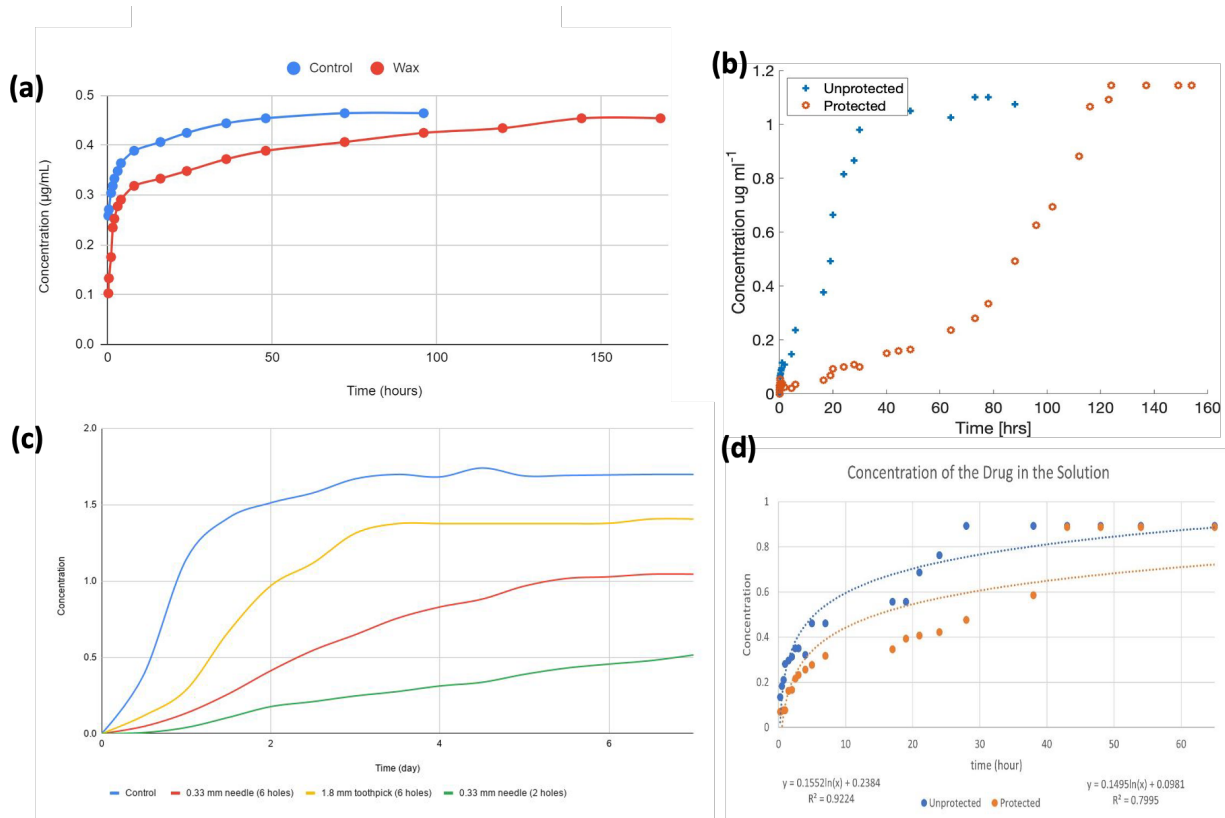 (a)
Control Wax
0.5
0.4
0.3
0.2
0.1
0.0
Concentration (µg/mL)
0 50 100 150
Time (hours)
(b)
Unprotected
Protected
1.2
1
0.8
0.6
0.4
0.2
0
Concentration ug ml-1
0 20 40 60 80 100 120 140 160
Time [hrs]
(c)
2.0
1.5
1.0
0.5
0.0
Concentration
0 2 4 6
Time (day)
Control 0.33 mm needle (6 holes) 1.8 mm toothpick (6 holes) 0.33 mm needle (2 holes)
(d)
Concentration of the Drug in the Solution
1
0.8
0.6
0.4
0.2
0
Concentration
0 10 20 30 40 50 60
time (hour)
y = 0.1552ln(x) + 0.2384
R² = 0.9224
Unprotected Protected
y = 0.1495ln(x) + 0.0981
R² = 0.7995